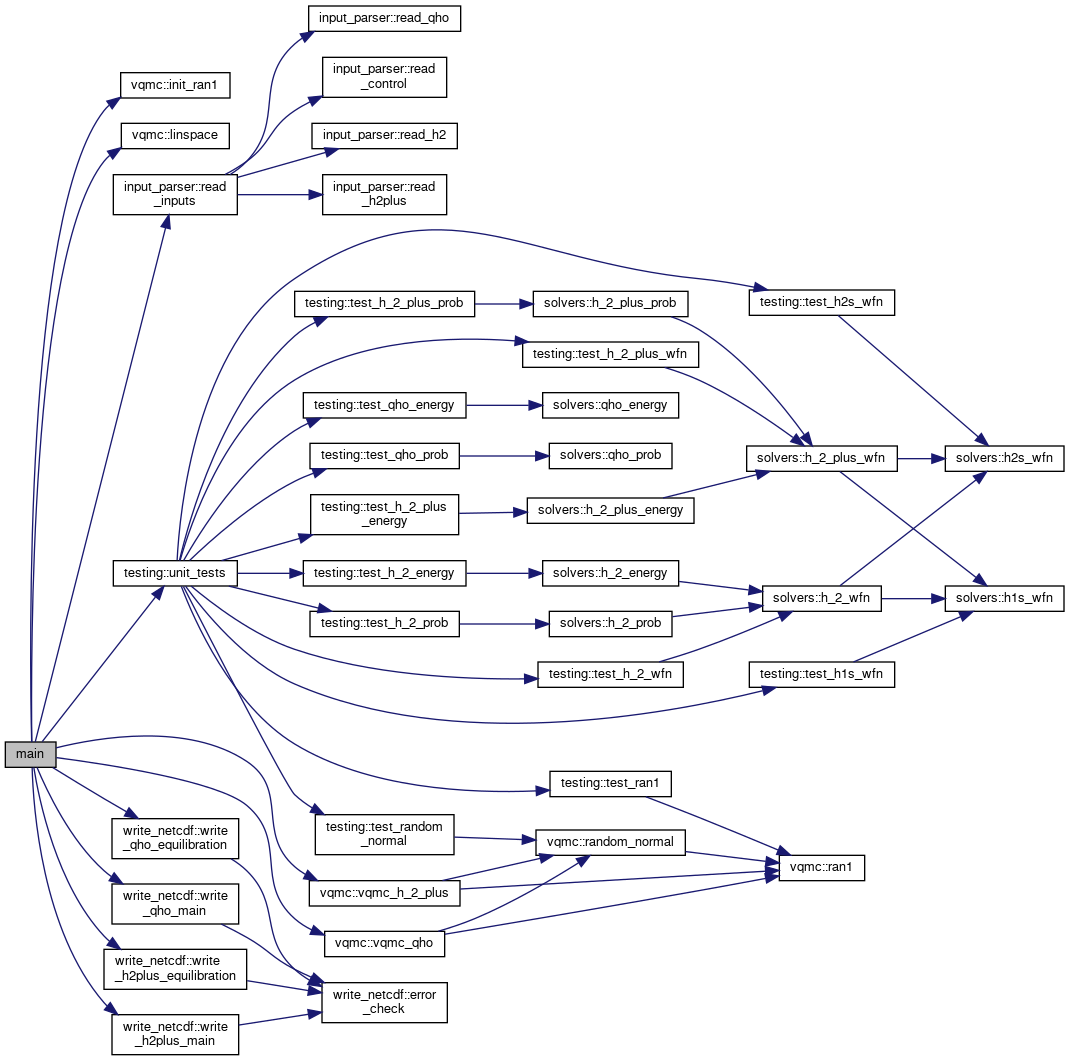 input_parser::read_qho
input_parser::read
_control
vqmc::init_ran1
vqmc::linspace
input_parser::read_h2
input_parser::read
_inputs
input_parser::read
_h2plus
testing::test_h_2_plus_prob
solvers::h_2_plus_prob
testing::test_h2s_wfn
testing::test_h_2_plus_wfn
testing::test_qho_energy
solvers::qho_energy
testing::test_qho_prob
solvers::qho_prob
solvers::h_2_plus_wfn
solvers::h2s_wfn
testing::test_h_2_plus
_energy
solvers::h_2_plus_energy
testing::unit_tests
testing::test_h_2_energy
solvers::h_2_energy
solvers::h_2_wfn
solvers::h1s_wfn
testing::test_h_2_prob
solvers::h_2_prob
testing::test_h_2_wfn
testing::test_h1s_wfn
main
testing::test_ran1
write_netcdf::write
_qho_equilibration
testing::test_random
_normal
vqmc::random_normal
vqmc::ran1
write_netcdf::write
_qho_main
vqmc::vqmc_h_2_plus
vqmc::vqmc_qho
write_netcdf::write
_h2plus_equilibration
write_netcdf::error
_check
write_netcdf::write
_h2plus_main